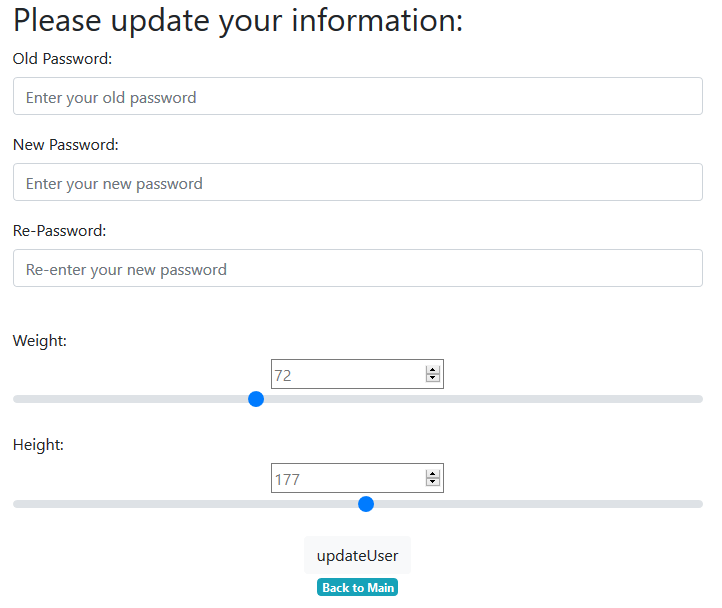 Please update your information:
Old Password:
Enter your old password
New Password:
Enter your new password
Re-Password:
Re-enter your new password
Weight:
72
Height:
177
updateUser
Back to Main